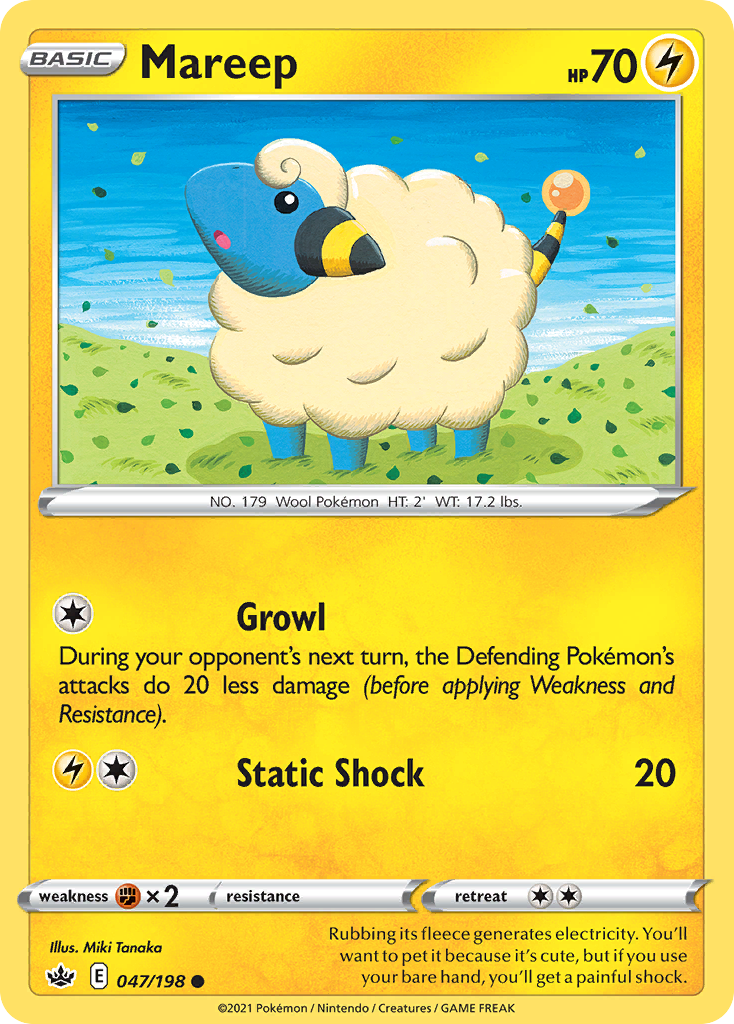 BASIC Mareep HP 70
NO. 179 Wool Pokémon HT: 2' WT: 17.2 lbs.
Growl
During your opponent's next turn, the Defending Pokémon's
attacks do 20 less damage (before applying Weakness and
Resistance).
Static Shock 20
weakness ×2 resistance retreat
Illus. Miki Tanaka
Rubbing its fleece generates electricity. You'll
want to pet it because it's cute, but if you use
your bare hand, you'll get a painful shock.
E 047/198
©2021 Pokémon / Nintendo / Creatures / GAME FREAK